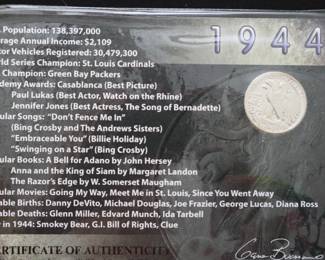 1944
Population: 138,397,000
Average Annual Income: $2,109
Motor Vehicles Registered: 30,479,300
World Series Champion: St. Louis Cardinals
Champion: Green Bay Packers
Academy Awards: Casablanca (Best Picture)
Paul Lukas (Best Actor, Watch on the Rhine)
Jennifer Jones (Best Actress, The Song of Bernadette)
Popular Songs: "Don't Fence Me In"
(Bing Crosby and The Andrews Sisters)
"Embraceable You" (Billie Holiday)
"Swinging on a Star" (Bing Crosby)
Popular Books: A Bell for Adano by John Hersey
Anna and the King of Siam by Margaret Landon
The Razor's Edge by W. Somerset Maugham
Popular Movies: Going My Way, Meet Me in St. Louis, Since You Went Away
Notable Births: Danny DeVito, Michael Douglas, Joe Frazier, George Lucas, Diana Ross
Notable Deaths: Glenn Miller, Edvard Munch, Ida Tarbell
First in 1944: Smokey Bear, G.I. Bill of Rights, Clue
CERTIFICATE OF AUTHENTICITY